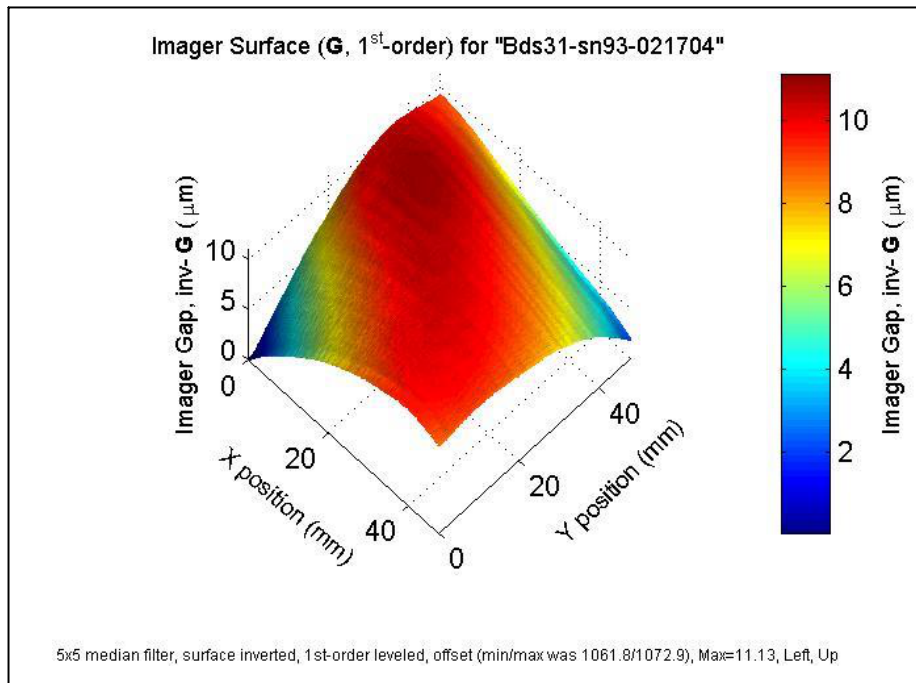 Imager Surface (G, 1st-order) for "Bds31-sn93-021704"
Imager Gap, inv- G ( μm)
10
5
0
0
20
40
X position (mm)
0
20
40
Y position (mm)
10
8
6
4
2
Imager Gap, inv- G ( μm)
5x5 median filter, surface inverted, 1st-order leveled, offset (min/max was 1061.8/1072.9), Max=11.13, Left, Up